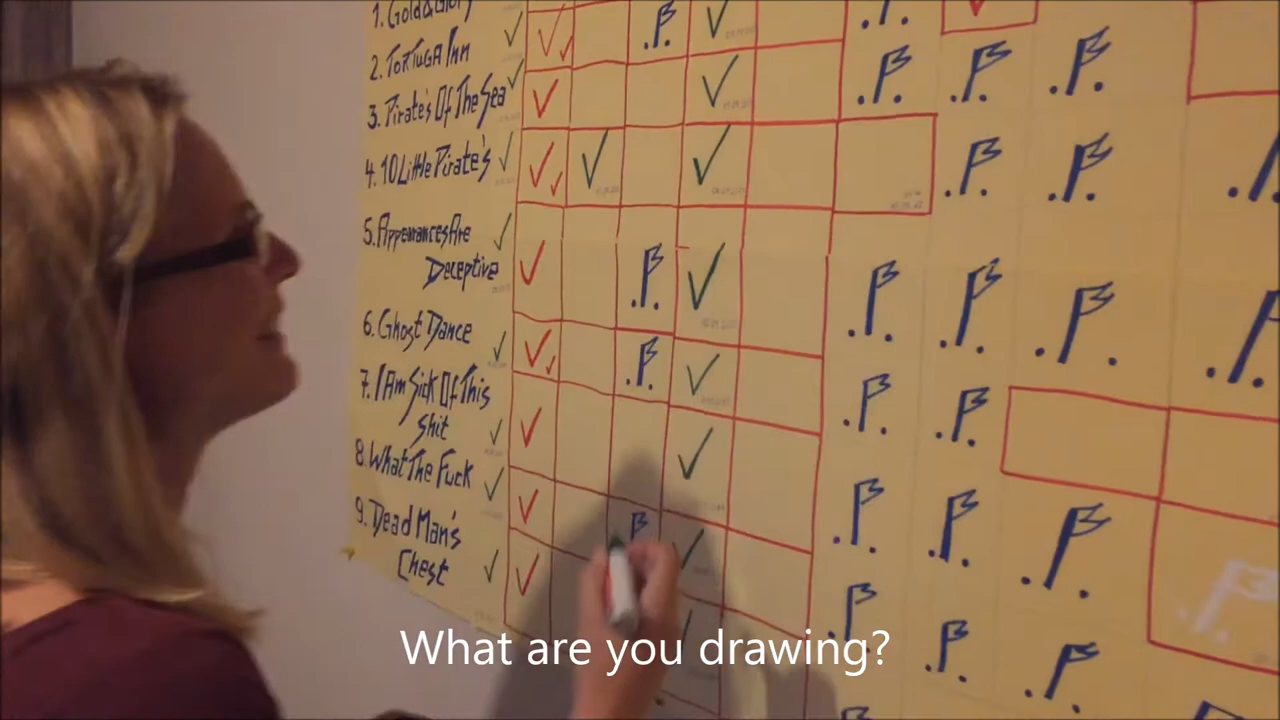 1. Gold&Glory
2. TORTUGA INN
3. Pirate's Of The Sea
4. 10 Little Pirate's
5. Appearances Are
Deceptive
6. Ghost Dance
7. I Am Sick Of This
Shit
8. What The Fuck
9. Dead Man's
Chest
What are you drawing?